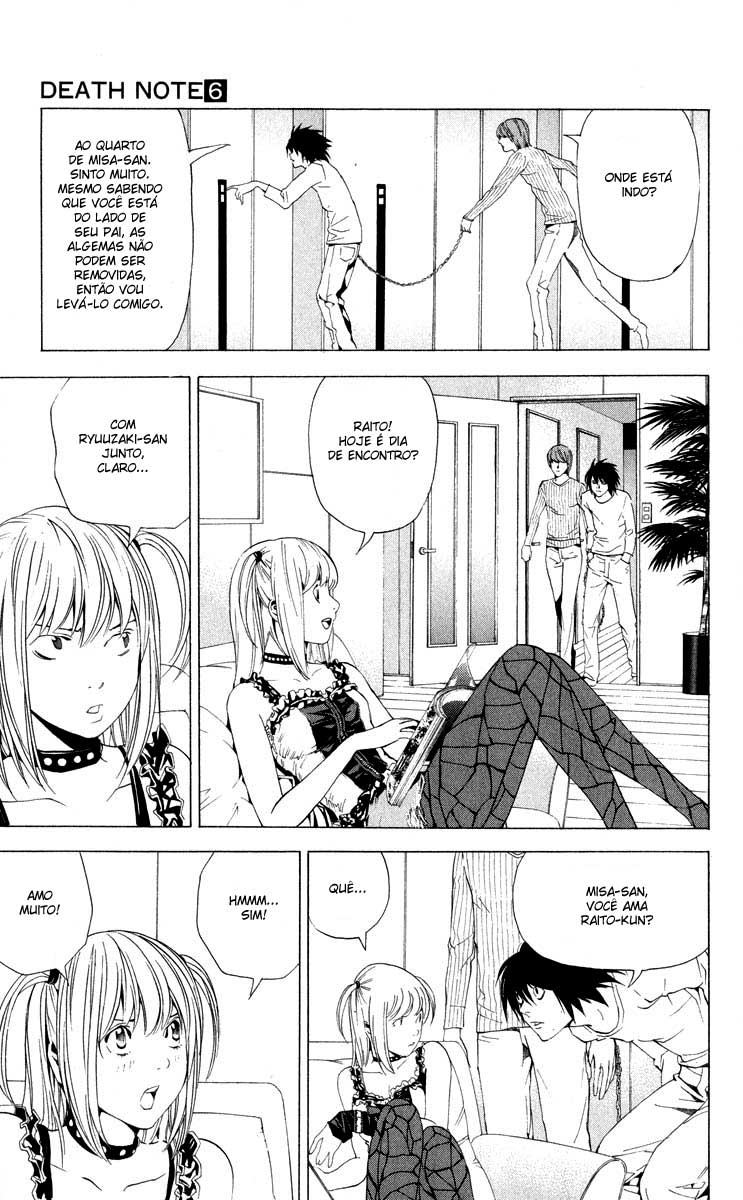 DEATH NOTE 6
ONDE ESTÁ
INDO?
AO QUARTO
DE MISA-SAN.
SINTO MUITO.
MESMO SABENDO
QUE VOCÊ ESTÁ
DO LADO DE
SEU PAI, AS
ALGEMAS NÃO
PODEM SER
REMOVIDAS,
ENTÃO VOU
LEVÁ-LO COMIGO.
RAITO!
HOJE É DIA
DE ENCONTRO?
COM
RYUUZAKI-SAN
JUNTO,
CLARO...
MISA-SAN,
VOCÊ AMA
RAITO-KUN?
QUÊ...
HMMM...
SIM!
AMO
MUITO!